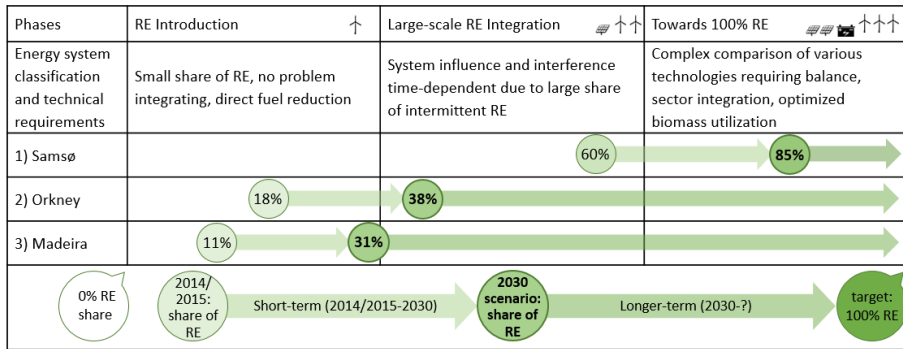 Phases
RE Introduction
Large-scale RE Integration
Towards 100% RE
Energy system
classification
and technical
requirements
Small share of RE, no problem
integrating, direct fuel reduction
System influence and interference
time-dependent due to large share
of intermittent RE
Complex comparison of various
technologies requiring balance,
sector integration, optimized
biomass utilization
1) Samsø
60%
85%
2) Orkney
18%
38%
3) Madeira
11%
31%
0% RE
share
2014/
2015:
share of
RE
Short-term (2014/2015-2030)
2030
scenario:
share of
RE
Longer-term (2030-?)
target:
100% RE